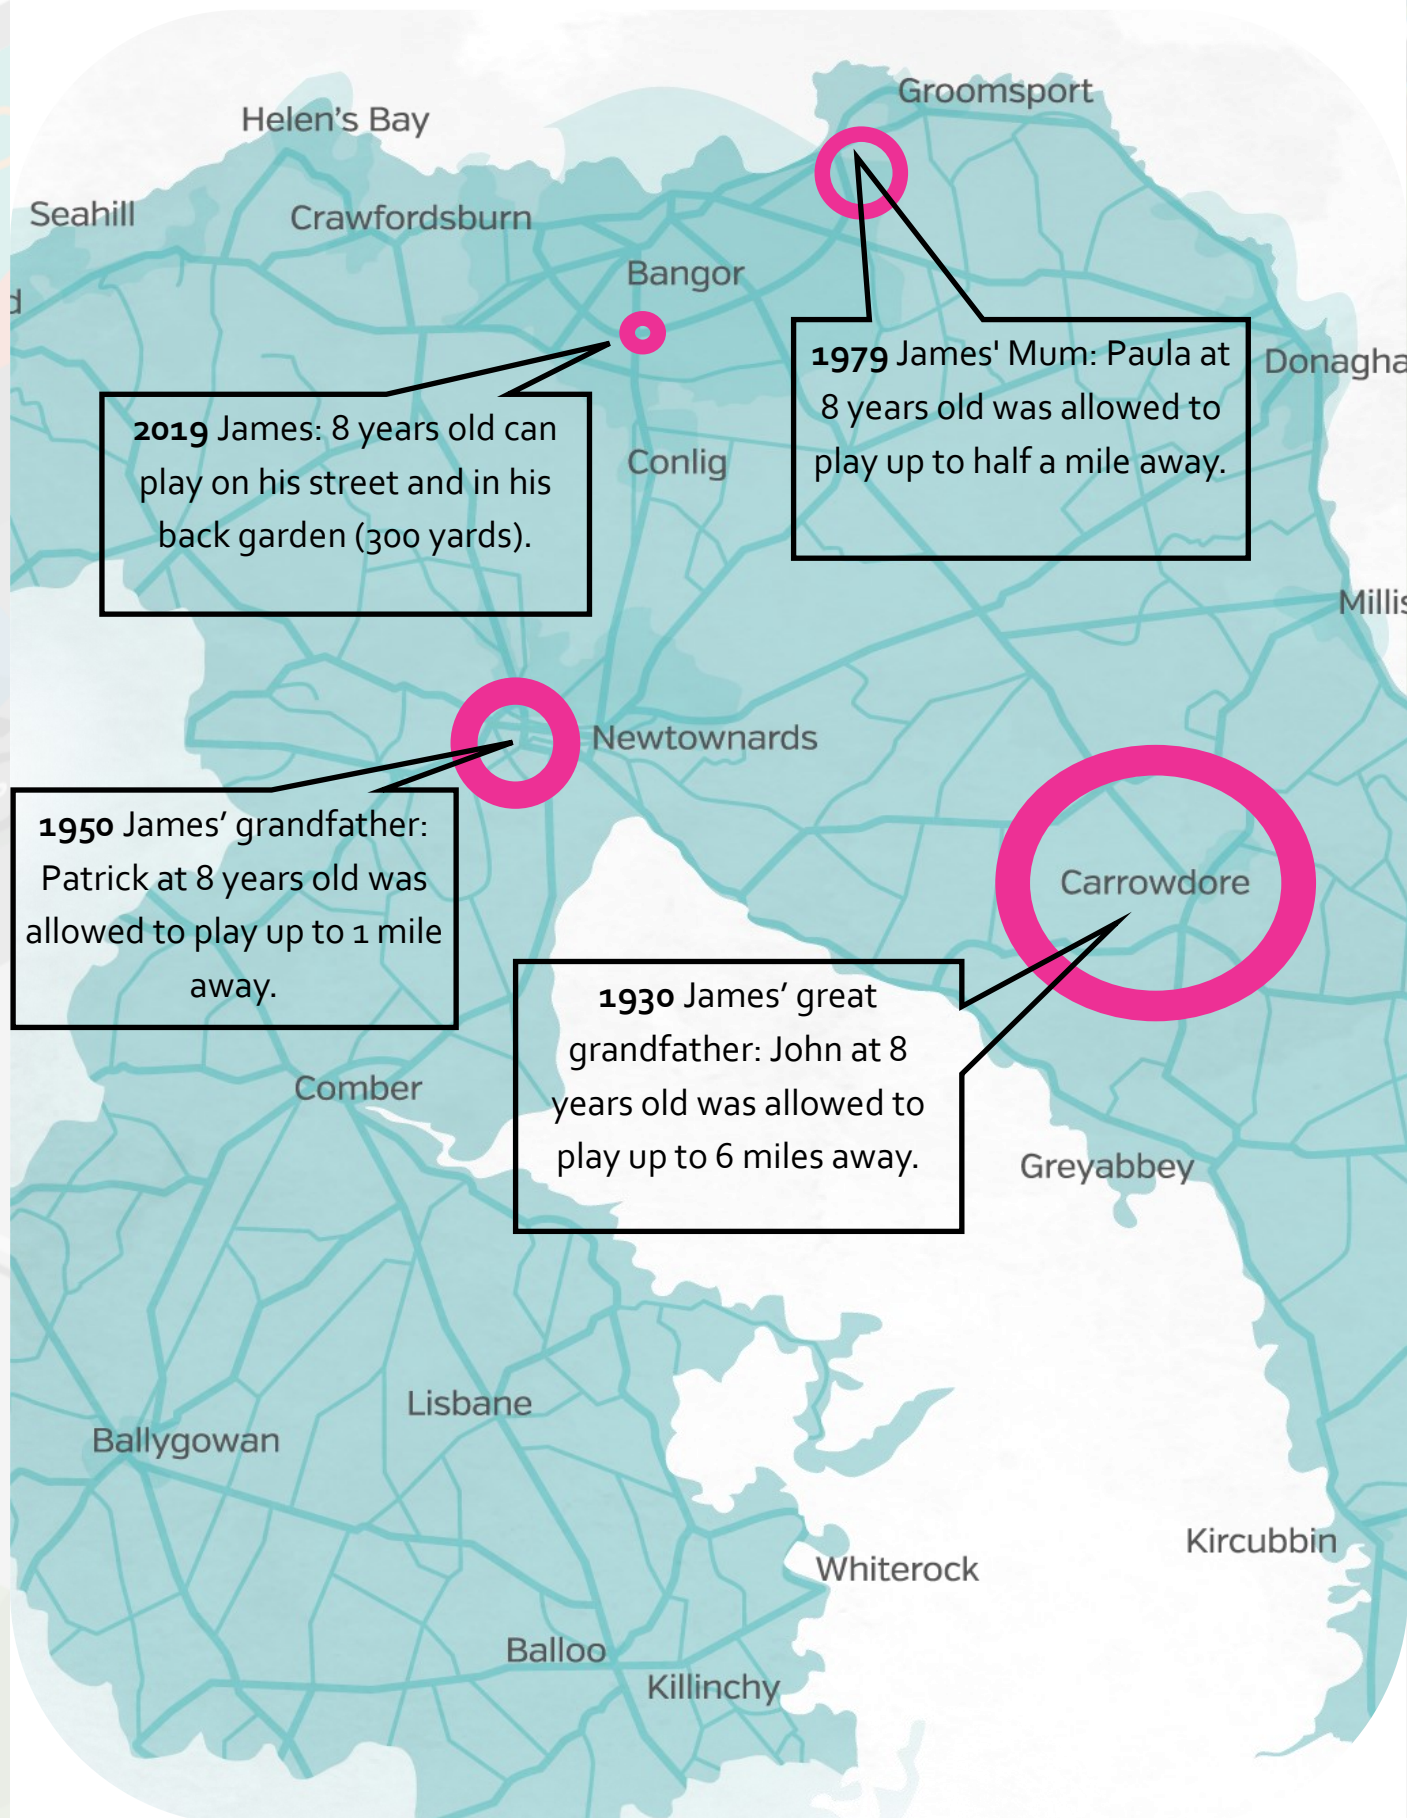 Groomsport
Helen's Bay
Seahill
Crawfordsburn
Bangor
d
1979 James' Mum: Paula at
8 years old was allowed to
play up to half a mile away.
Donagha
2019 James: 8 years old can
play on his street and in his
back garden (300 yards).
Conlig
Millis
Newtownards
1950 James’ grandfather:
Patrick at 8 years old was
allowed to play up to 1 mile
away.
Carrowdore
1930 James’ great
grandfather: John at 8
years old was allowed to
play up to 6 miles away.
Comber
Greyabbey
Lisbane
Ballygowan
Kircubbin
Whiterock
Balloo
Killinchy